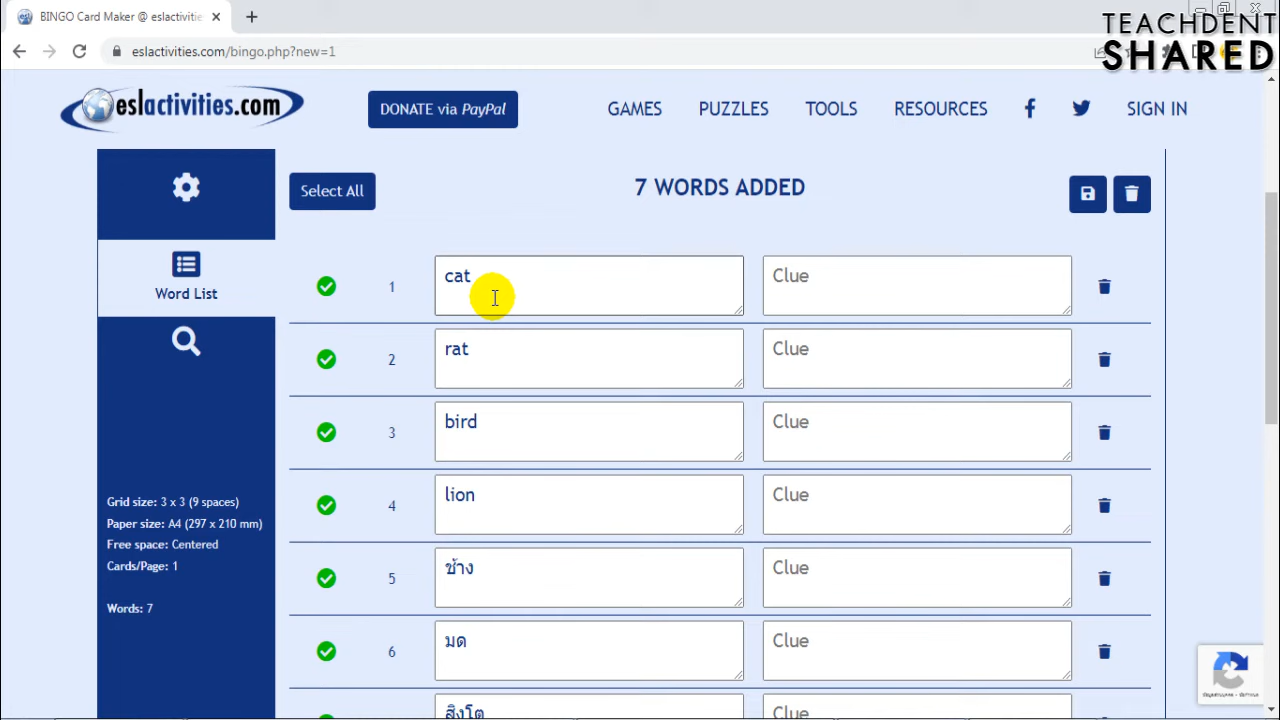 BINGO Card Maker @ eslactivitie
TEACHDENT
SHARED
eslactivities.com/bingo.php?new=1
eslactivities.com
DONATE via PayPal
GAMES
PUZZLES
TOOLS
RESOURCES
SIGN IN
Select All
7 WORDS ADDED
1
cat
Clue
Word List
2
rat
Clue
3
bird
Clue
4
lion
Clue
Grid size: 3 x 3 (9 spaces)
Paper size: A4 (297 x 210 mm)
Free space: Centered
Cards/Page: 1
5
ช้าง
Clue
Words: 7
6
มด
Clue
สิงโต
Clue